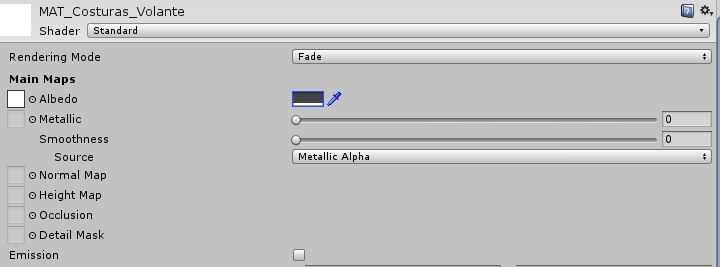 MAT_Costuras_Volante
Shader Standard
Rendering Mode Fade
Main Maps
Albedo
Metallic 0
Smoothness 0
Source Metallic Alpha
Normal Map
Height Map
Occlusion
Detail Mask
Emission